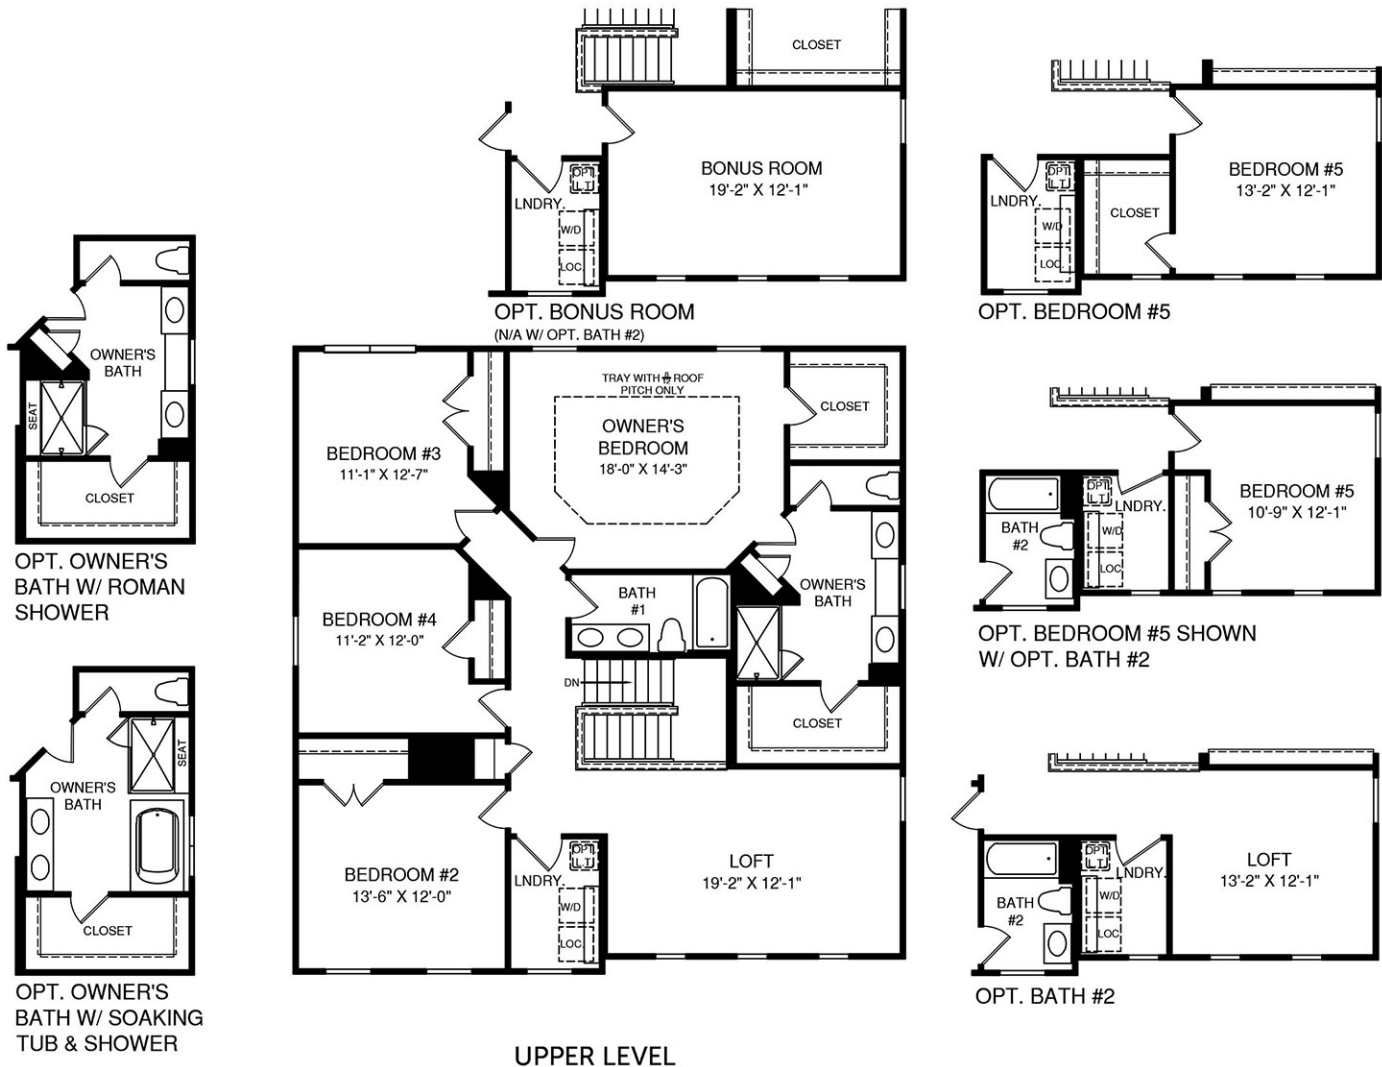 CLOSET
BONUS ROOM
19'-2" X 12'-1"
OPT
L.T.
LNDRY.
W/D
LOC.
OPT. BONUS ROOM
(N/A W/ OPT. BATH #2)
BEDROOM #5
13'-2" X 12'-1"
OPT
L.T.
LNDRY.
CLOSET
W/D
LOC.
OPT. BEDROOM #5
OWNER'S
BATH
SEAT
CLOSET
OPT. OWNER'S
BATH W/ ROMAN
SHOWER
TRAY WITH 8/12 ROOF
PITCH ONLY
OWNER'S
BEDROOM
18'-0" X 14'-3"
CLOSET
BEDROOM #3
11'-1" X 12'-7"
BEDROOM #4
11'-2" X 12'-0"
BATH
#1
OWNER'S
BATH
DN
CLOSET
BEDROOM #2
13'-6" X 12'-0"
OPT
L.T.
LNDRY.
W/D
LOC.
LOFT
19'-2" X 12'-1"
OPT
L.T.
LNDRY.
BATH
#2
W/D
LOC
BEDROOM #5
10'-9" X 12'-1"
OPT. BEDROOM #5 SHOWN
W/ OPT. BATH #2
SEAT
OWNER'S
BATH
CLOSET
OPT. OWNER'S
BATH W/ SOAKING
TUB & SHOWER
OPT
L.T.
LNDRY.
BATH
#2
W/D
LOC
LOFT
13'-2" X 12'-1"
OPT. BATH #2
UPPER LEVEL